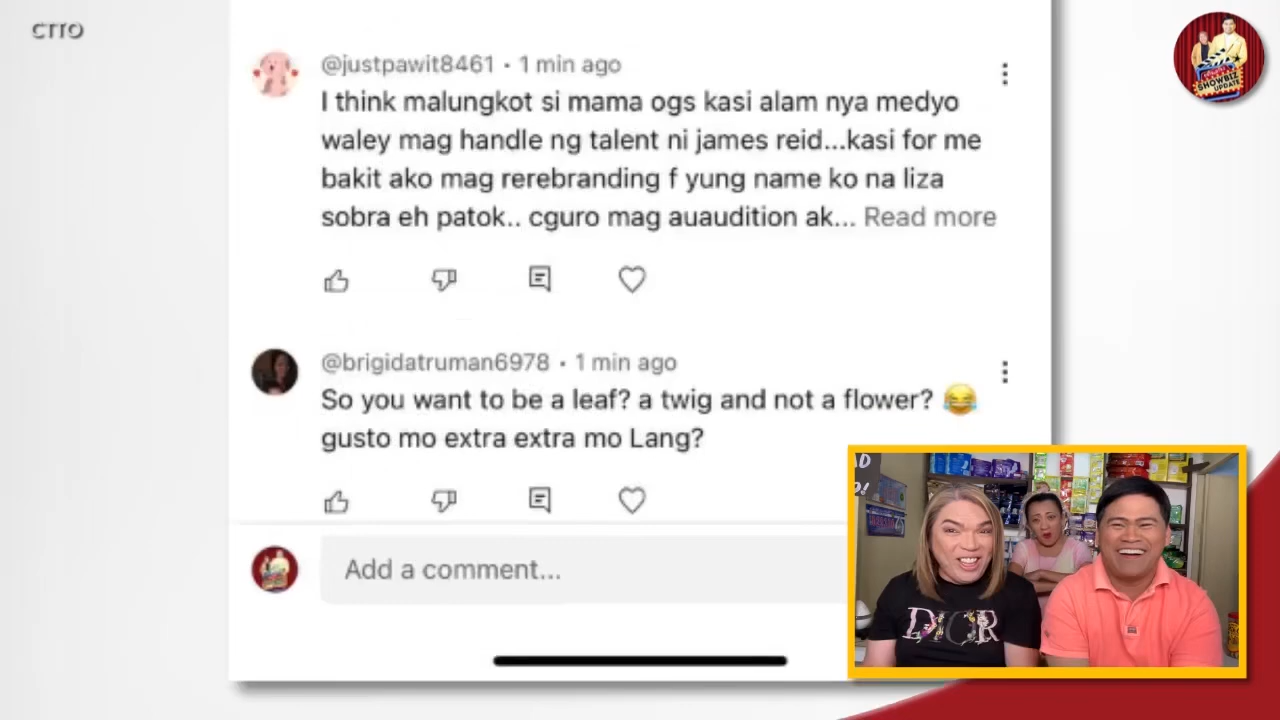 CTTO
SHOWBIZ
UPDATE
@justpawit8461 • 1 min ago
I think malungkot si mama ogs kasi alam nya medyo
waley mag handle ng talent ni james reid...kasi for me
bakit ako mag rerebranding f yung name ko na liza
sobra eh patok.. cguro mag auaudition ak... Read more
@brigidatruman6978 • 1 min ago
So you want to be a leaf? a twig and not a flower? 😂
gusto mo extra extra mo Lang?
Add a comment...
DIOR